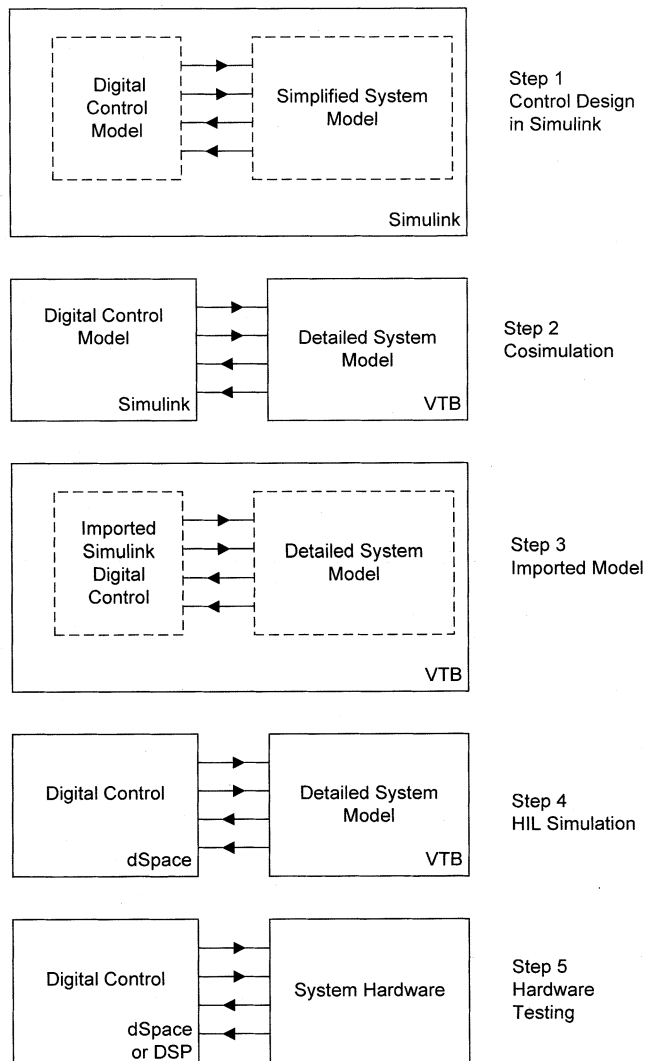 Digital
Control
Model
Simplified System
Model
Simulink
Step 1
Control Design
in Simulink
Digital Control
Model
Simulink
Detailed System
Model
VTB
Step 2
Cosimulation
Imported
Simulink
Digital
Control
Detailed System
Model
VTB
Step 3
Imported Model
Digital Control
dSpace
Detailed System
Model
VTB
Step 4
HIL Simulation
Digital Control
dSpace
or DSP
System Hardware
Step 5
Hardware
Testing